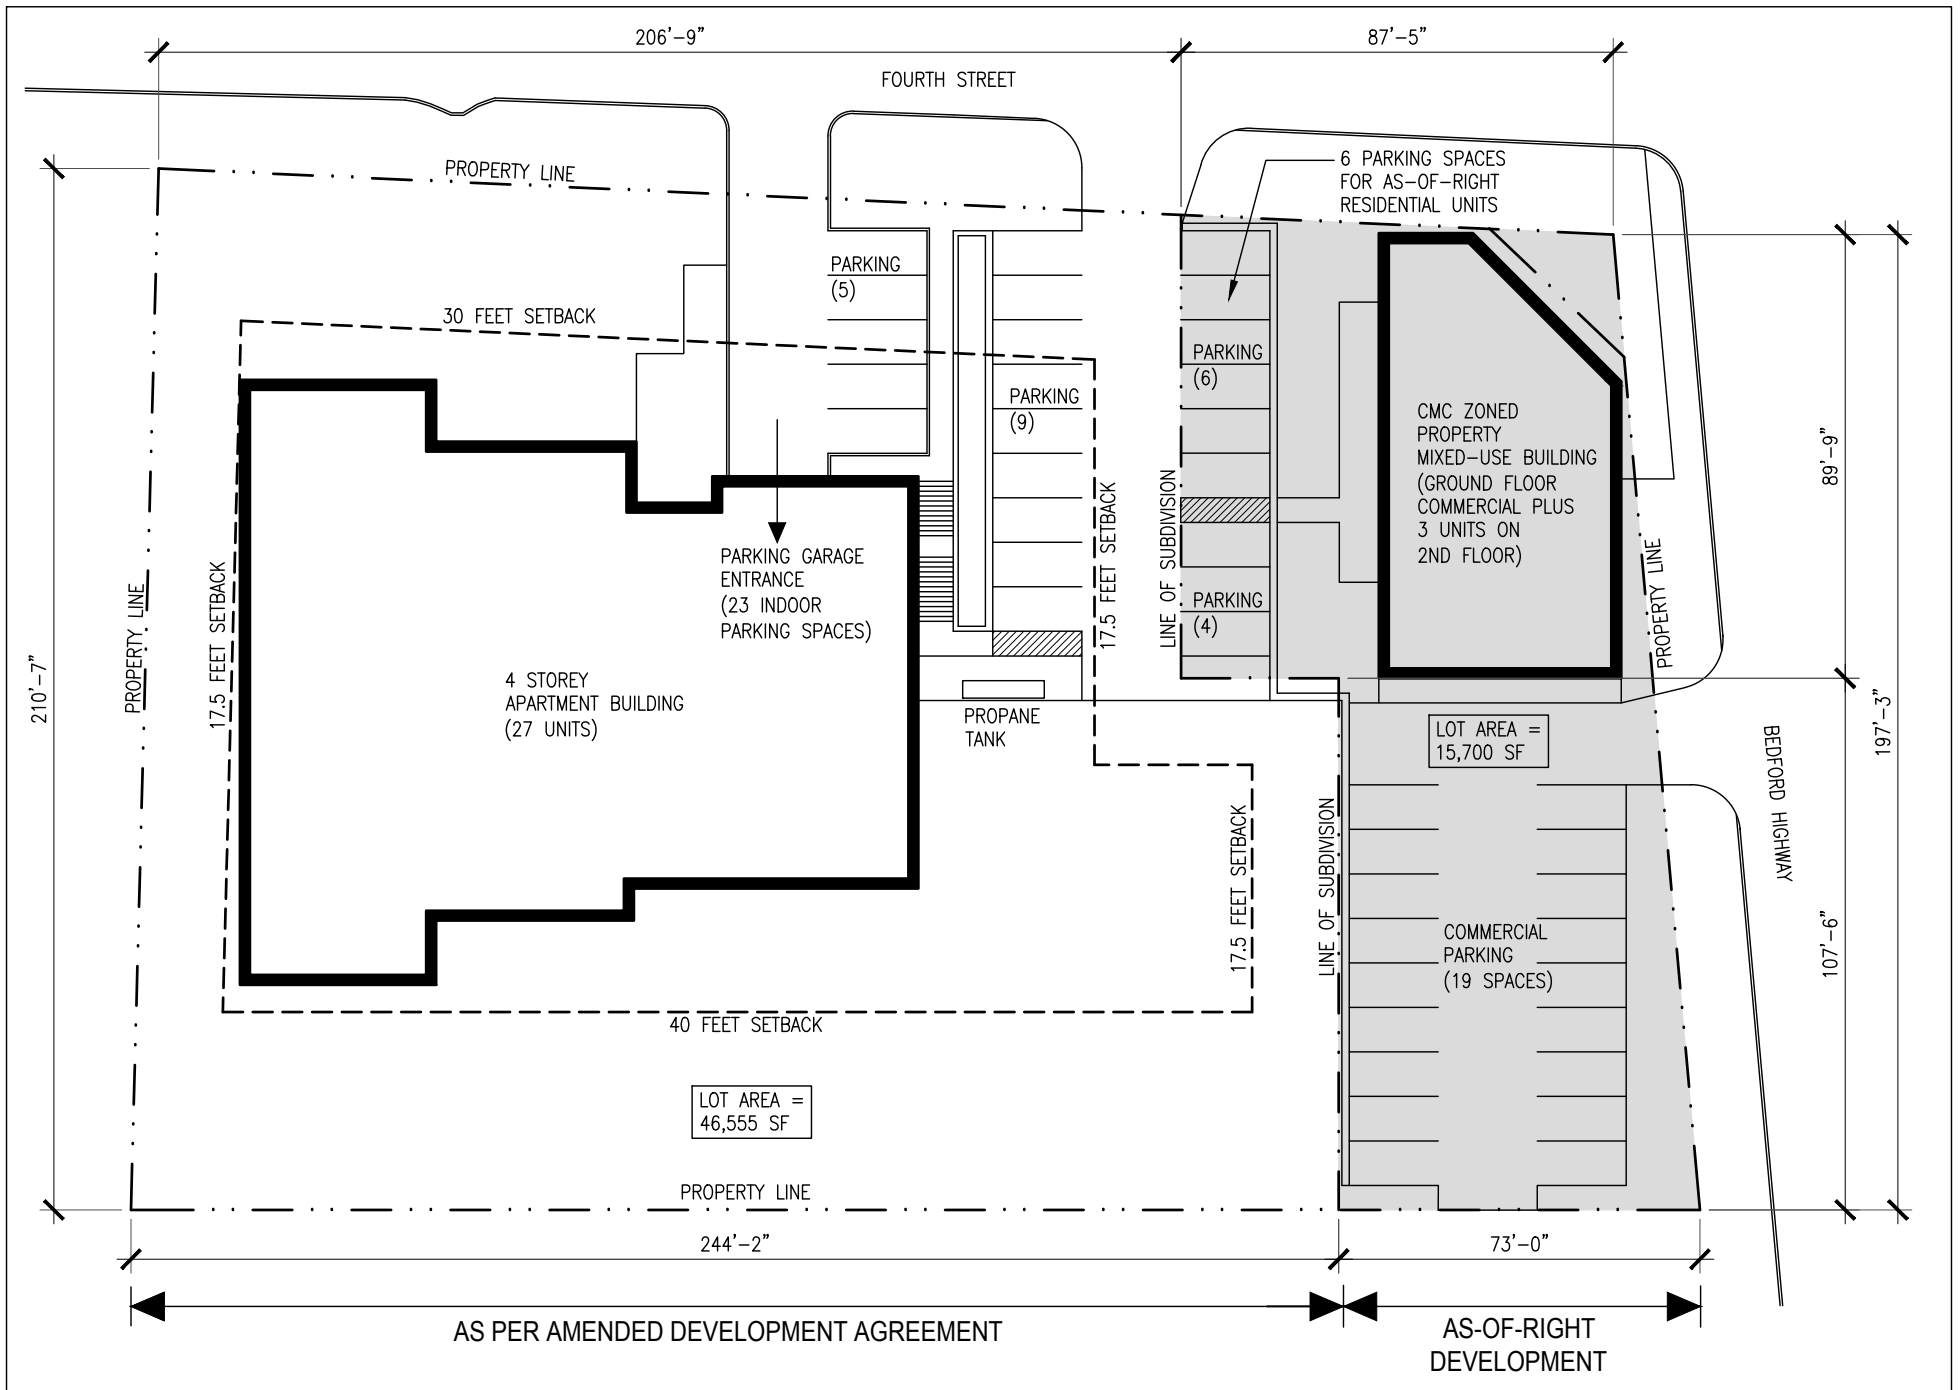 206'-9"
87'-5"
FOURTH STREET
6 PARKING SPACES
FOR AS-OF-RIGHT
RESIDENTIAL UNITS
PROPERTY LINE
PARKING
(5)
30 FEET SETBACK
PARKING
(6)
PARKING
(9)
CMC ZONED
PROPERTY
MIXED-USE BUILDING
(GROUND FLOOR
COMMERCIAL PLUS
3 UNITS ON
2ND FLOOR)
89'-9"
17.5 FEET SETBACK
LINE OF SUBDIVISION
PARKING GARAGE
ENTRANCE
(23 INDOOR
PARKING SPACES)
PARKING
(4)
PROPERTY LINE
210'-7"
PROPERTY LINE
17.5 FEET SETBACK
4 STOREY
APARTMENT BUILDING
(27 UNITS)
PROPANE
TANK
LOT AREA =
15,700 SF
197'-3"
BEDFORD HIGHWAY
17.5 FEET SETBACK
LINE OF SUBDIVISION
COMMERCIAL
PARKING
(19 SPACES)
107'-6"
40 FEET SETBACK
LOT AREA =
46,555 SF
PROPERTY LINE
244'-2"
73'-0"
AS PER AMENDED DEVELOPMENT AGREEMENT
AS-OF-RIGHT
DEVELOPMENT